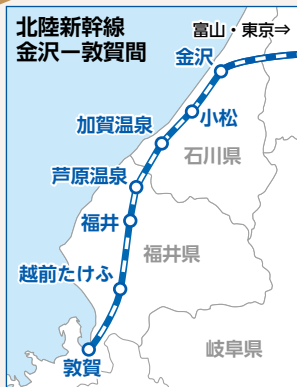 北陸新幹線
金沢ー敦賀間
富山・東京⇒
金沢
小松
加賀温泉
石川県
芦原温泉
福井
福井県
越前たけふ
岐阜県
敦賀